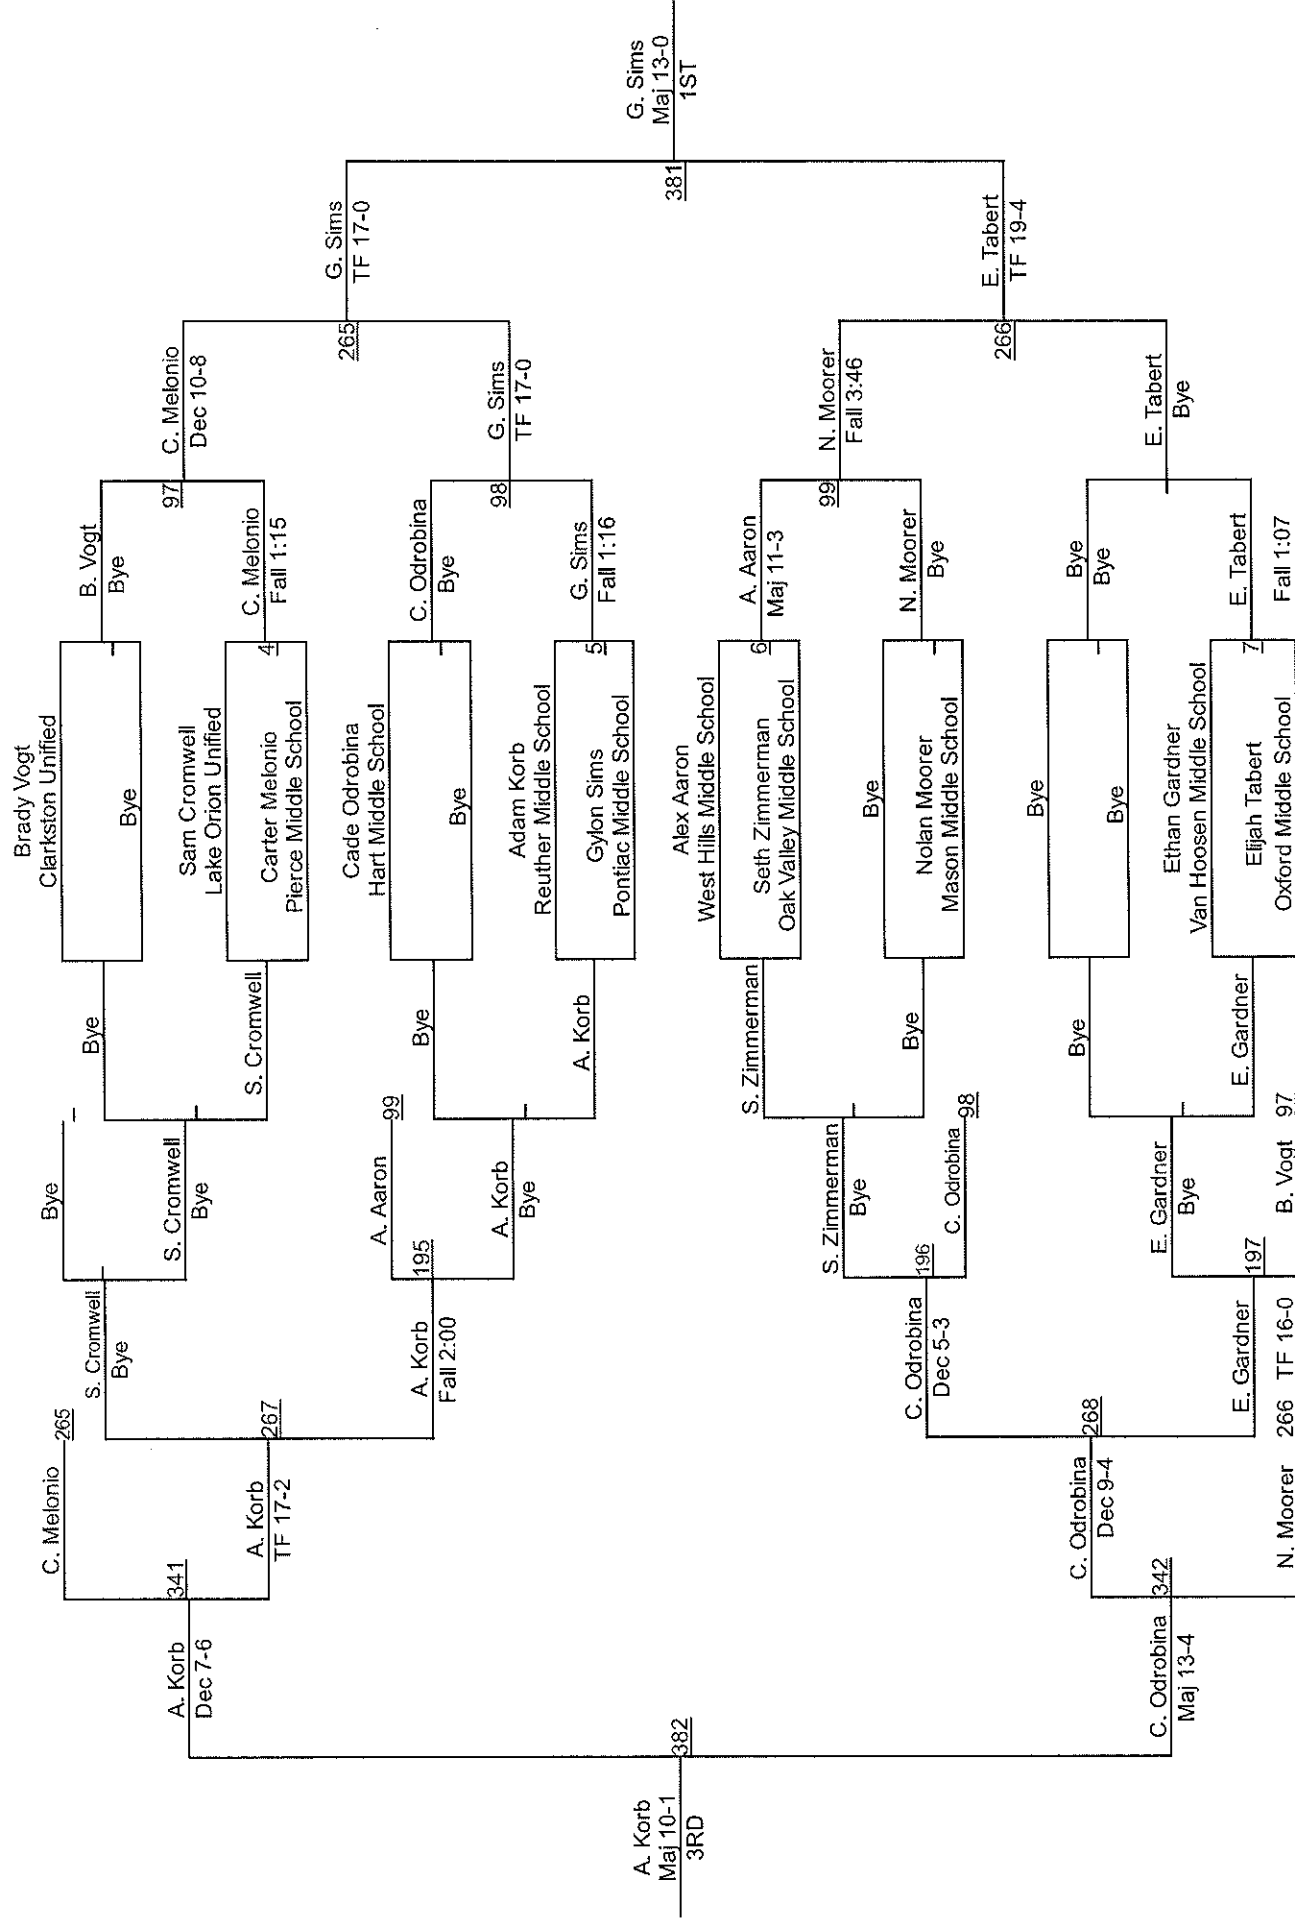 G. Sims
Maj 13-0
1ST
381
G. Sims
TF 17-0
E. Tabert
TF 19-4
265
266
C. Melonio
Dec 10-8
G. Sims
TF 17-0
N. Moorer
Fall 3:46
E. Tabert
Bye
97
98
99
B. Vogt
Bye
C. Melonio
Fall 1:15
C. Odrobina
Bye
G. Sims
Fall 1:16
A. Aaron
Maj 11-3
N. Moorer
Bye
Bye
Bye
E. Tabert
Fall 1:07
4
5
6
7
Brady Vogt
Clarkston Unified
Bye
Sam Cromwell
Lake Orion Unified
Carter Melonio
Pierce Middle School
Cade Odrobina
Hart Middle School
Bye
Adam Korb
Reuther Middle School
Gylon Sims
Pontiac Middle School
Alex Aaron
West Hills Middle School
Seth Zimmerman
Oak Valley Middle School
Bye
Nolan Moorer
Mason Middle School
Bye
Bye
Ethan Gardner
Van Hoosen Middle School
Elijah Tabert
Oxford Middle School
Bye
S. Cromwell
Bye
A. Korb
S. Zimmerman
Bye
Bye
E. Gardner
Bye
S. Cromwell
Bye
A. Aaron
99
A. Korb
Bye
S. Zimmerman
Bye
C. Odrobina
98
E. Gardner
Bye
B. Vogt
97
195
196
197
S. Cromwell
Bye
A. Korb
Fall 2:00
C. Odrobina
Dec 5-3
E. Gardner
TF 16-0
265
267
268
266
C. Melonio
A. Korb
TF 17-2
C. Odrobina
Dec 9-4
N. Moorer
341
342
A. Korb
Dec 7-6
C. Odrobina
Maj 13-4
382
A. Korb
Maj 10-1
3RD